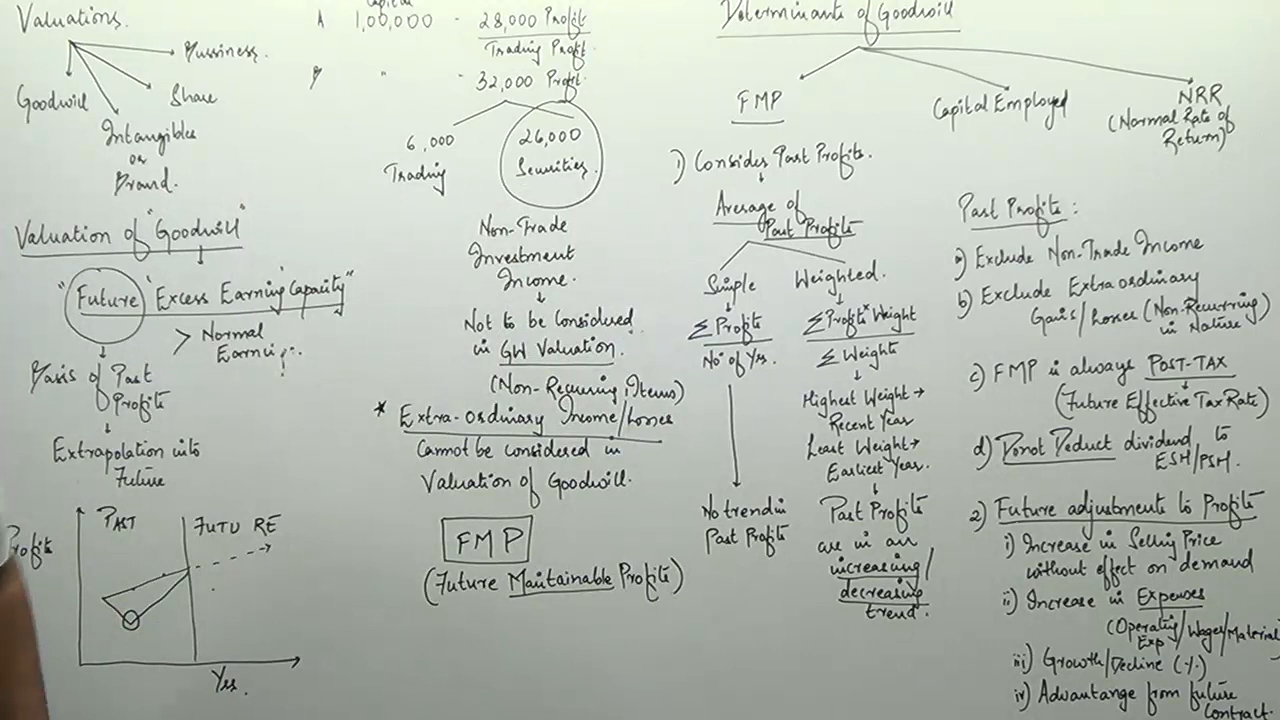 Valuations.
Bussiness.
Goodwill
Share
Intangibles
or
Brand.
Valuation of "Goodwill"
"Future "Excess Earning Capacity"
> Normal
Basis of Past
Profits
Extrapolation into
Future
PAST
FUTURE
Profits
Yrs.
Capital
A 1,00,000 - 28,000 Profit
Trading Profit
B " - 32,000 Profit
6,000
Trading
26,000
Securities.
Non-Trade
Investment
Income.
Not to be Considered
in GW Valuation.
(Non-Recurring Items)
* Extra-ordinary Income/Losses
Cannot be considered in
Valuation of Goodwill.
FMP
(Future Maintainable Profits)
Determinants of Goodwill
FMP
Capital Employed
NRR
(Normal Rate of
Return)
1) Considers Past Profits.
Average of
Past Profits
Simple
Weighted.
Σ Profits
No of Yrs.
Σ Profits* Weight
Σ Weight
Highest Weight →
Recent Year
Least Weight →
Earliest Year.
No trend in
Past Profits
Past Profits
are in an
increasing/
decreasing
trend.
Past Profits:
a) Exclude Non-Trade Income
b) Exclude Extraordinary
Gains/Losses (Non-Recurring)
in Nature
c) FMP is always POST-TAX
(Future Effective Tax Rate)
d) Donot Deduct dividend to
ESH/PSH.
2) Future adjustments to Profits
i) Increase in Selling Price
without effect on demand
ii) Increase in Expenses
(Operating/Wages/Material)
Exp
iii) Growth/Decline (%)
iv) Advantange from future
Contract.